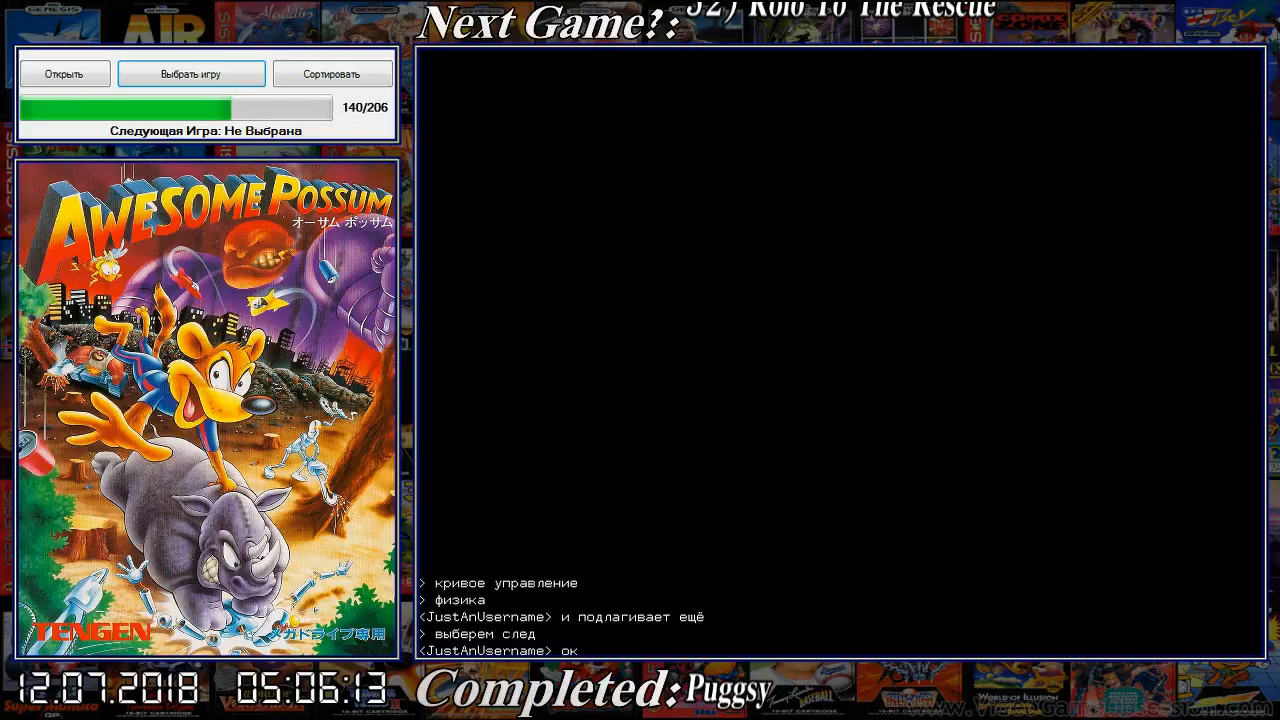 Next Game?:
32) Rolo To The Rescue
Открыть
Выбрать игру
Сортировать
140/206
Следующая Игра: Не Выбрана
AWESOME POSSUM
オーサム ポッサム
TENGEN
メガドライブ専用
> кривое управление
> физика
<JustAnUsername> и подлагивает ещё
> выберем след
<JustAnUsername> ок
12.07.2018
05:06:13
Completed:
Puggsy